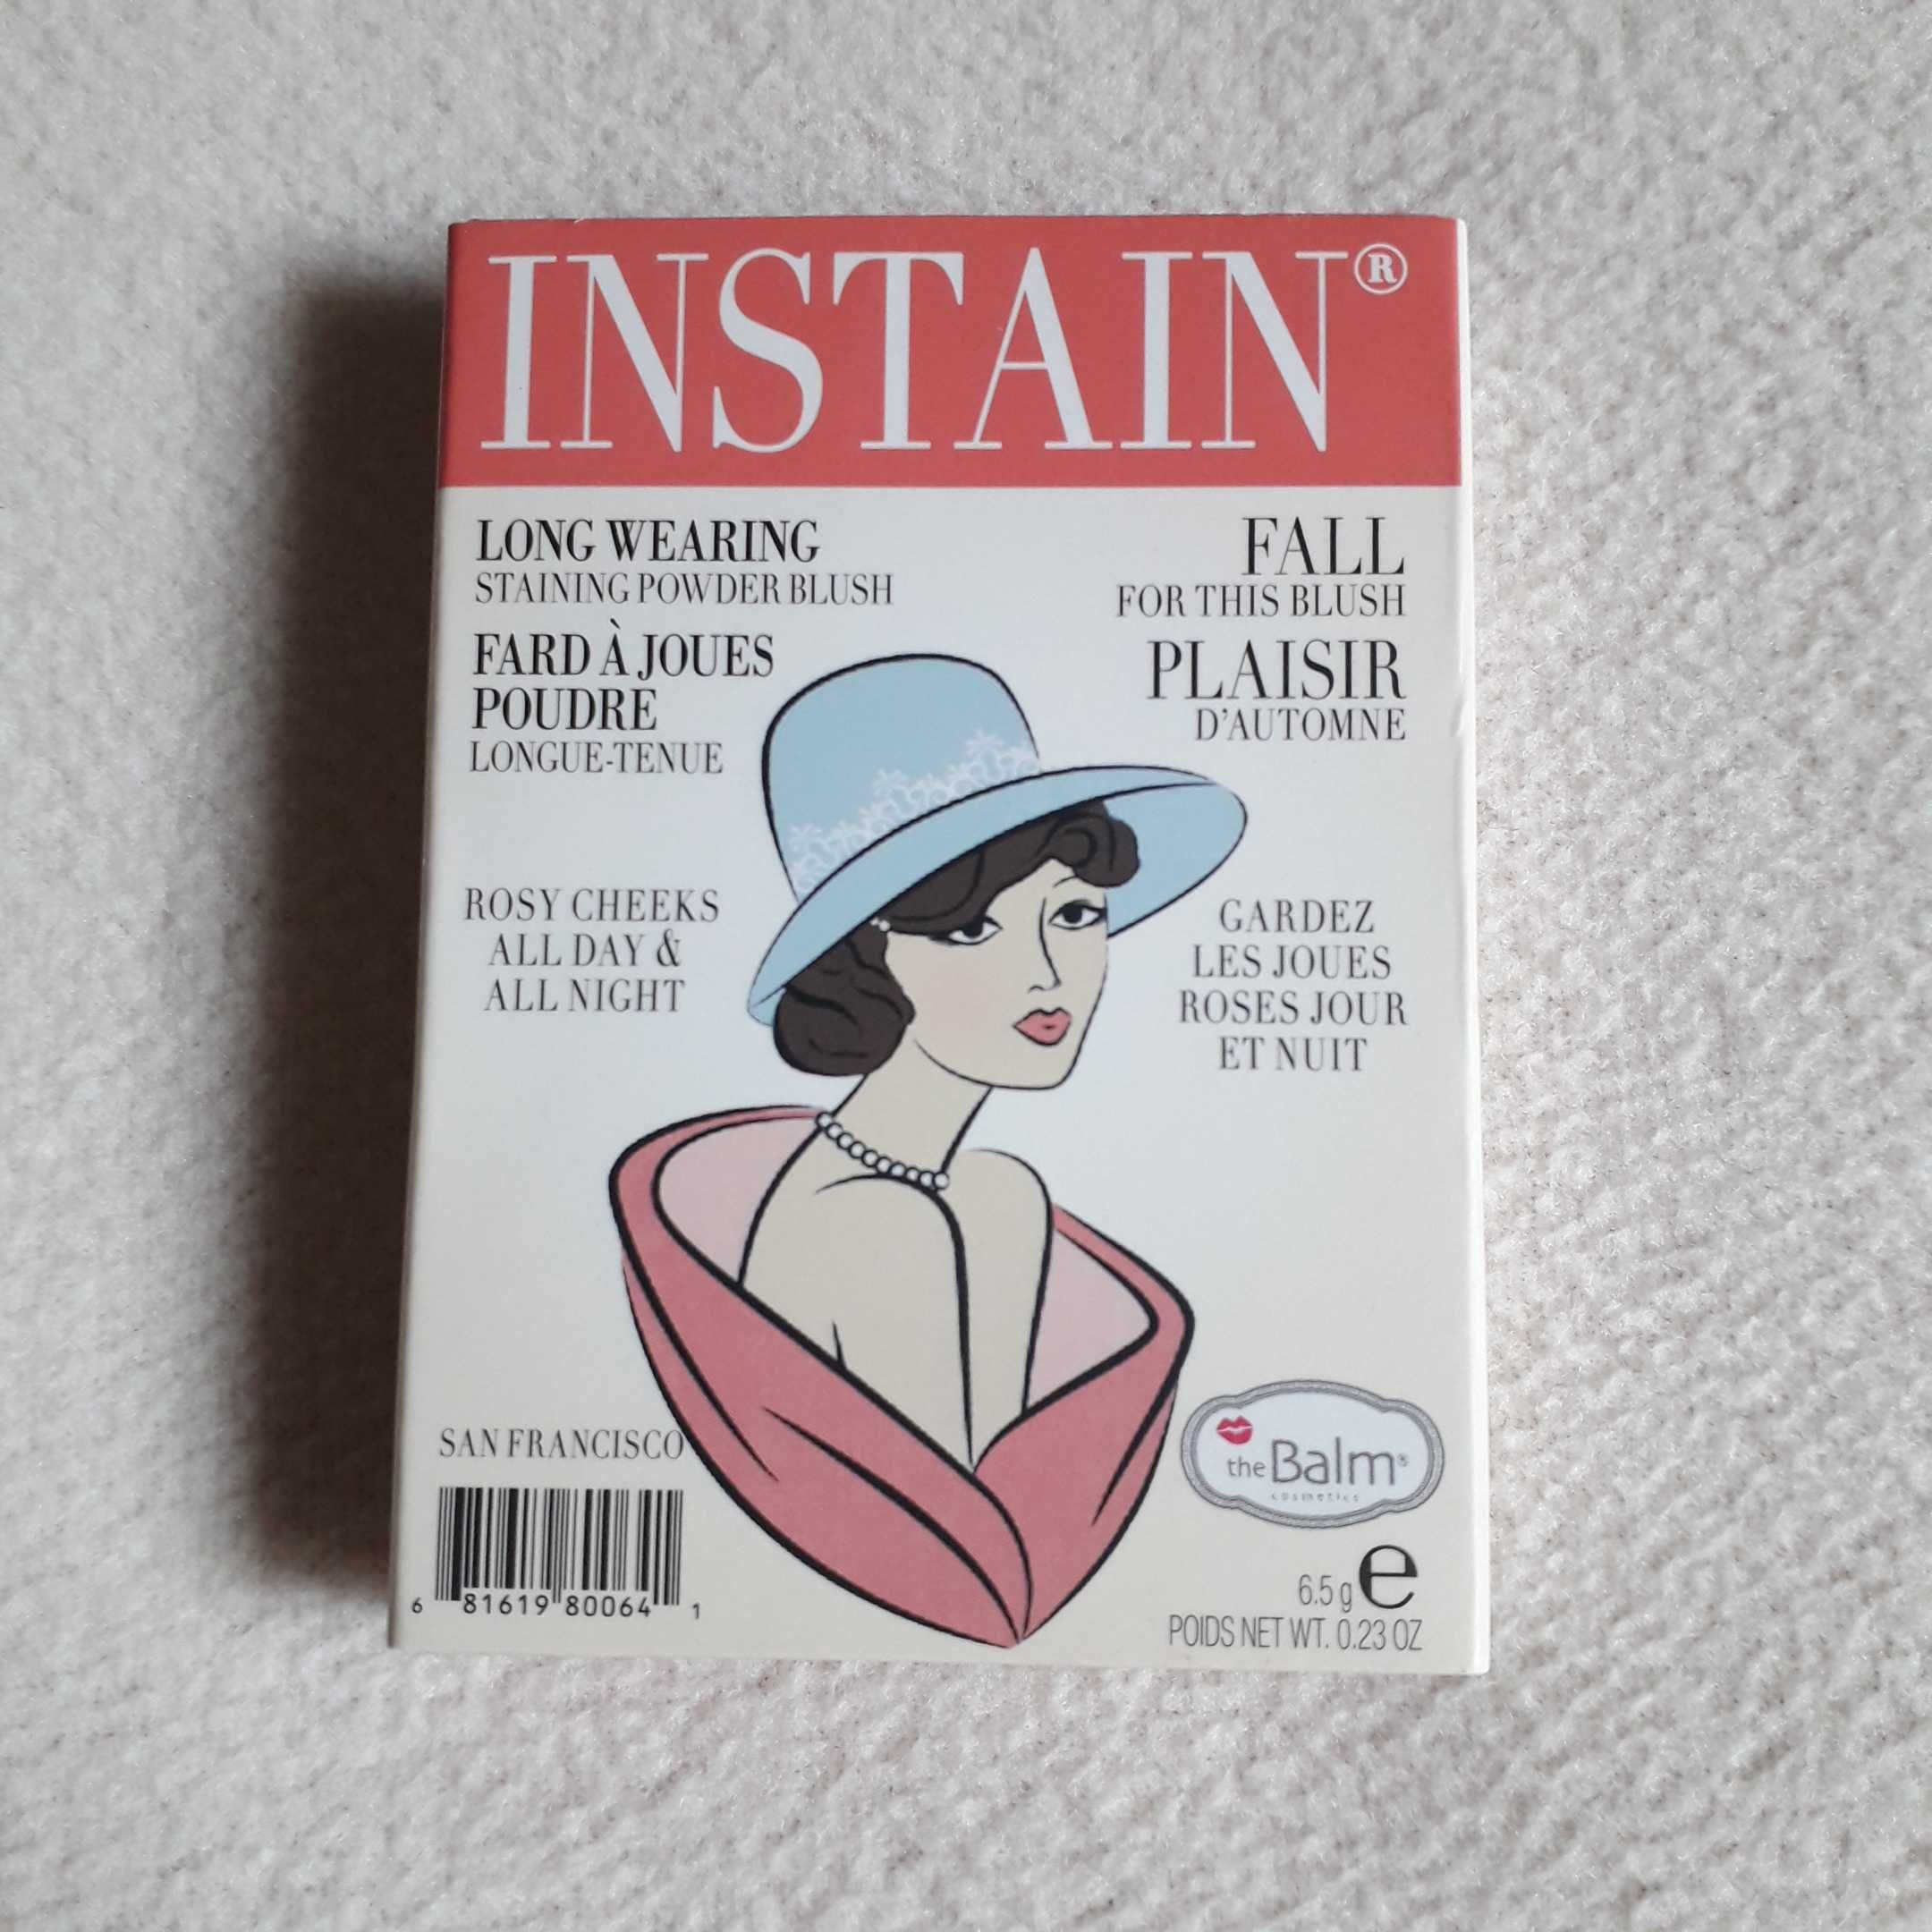 INSTAIN®
LONG WEARING
STAINING POWDER BLUSH
FARD À JOUES
POUDRE
LONGUE-TENUE
FALL
FOR THIS BLUSH
PLAISIR
D'AUTOMNE
ROSY CHEEKS
ALL DAY &
ALL NIGHT
GARDEZ
LES JOUES
ROSES JOUR
ET NUIT
SAN FRANCISCO
6 81619 80064 1
theBalm®
cosmetics
6.5 g e
POIDS NET WT. 0.23 OZ